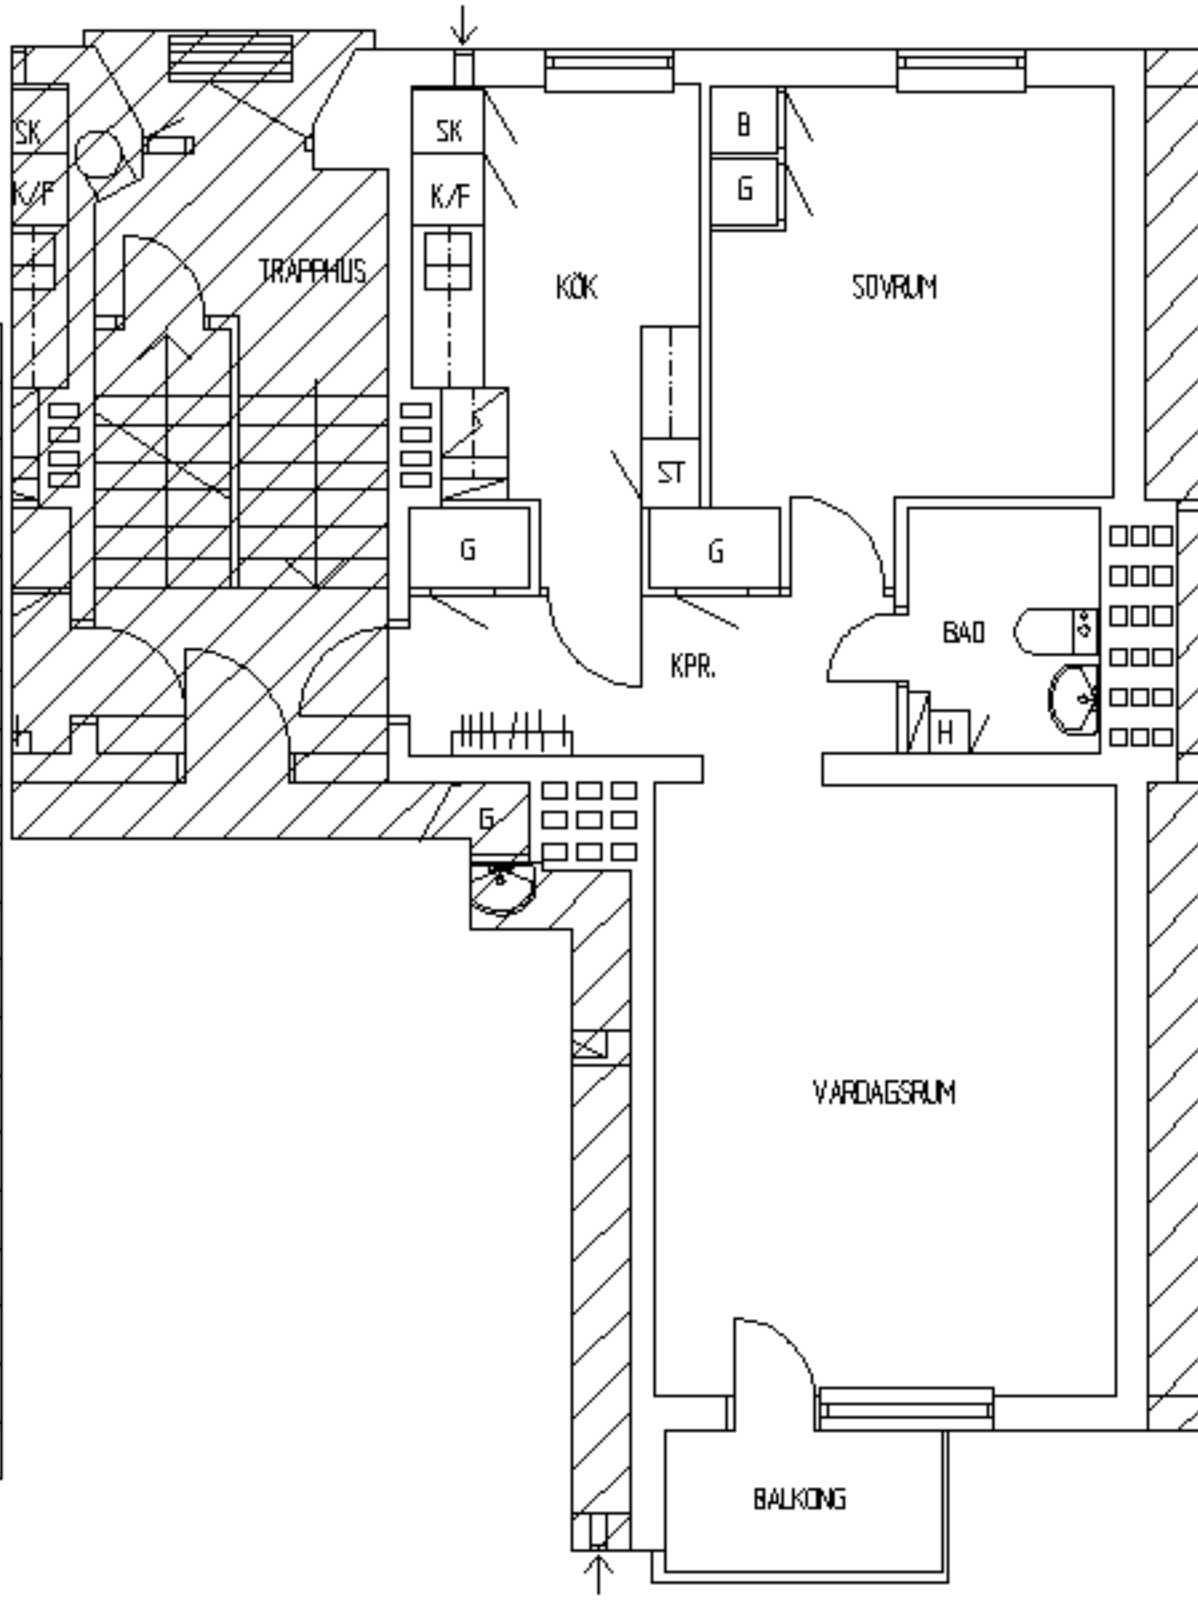 SK
SK
B
K/F
K/F
G
TRAPPHUS
KÖK
SOVRUM
ST
G
G
BAD
KPR.
H
G
VARDAGSRUM
BALKONG